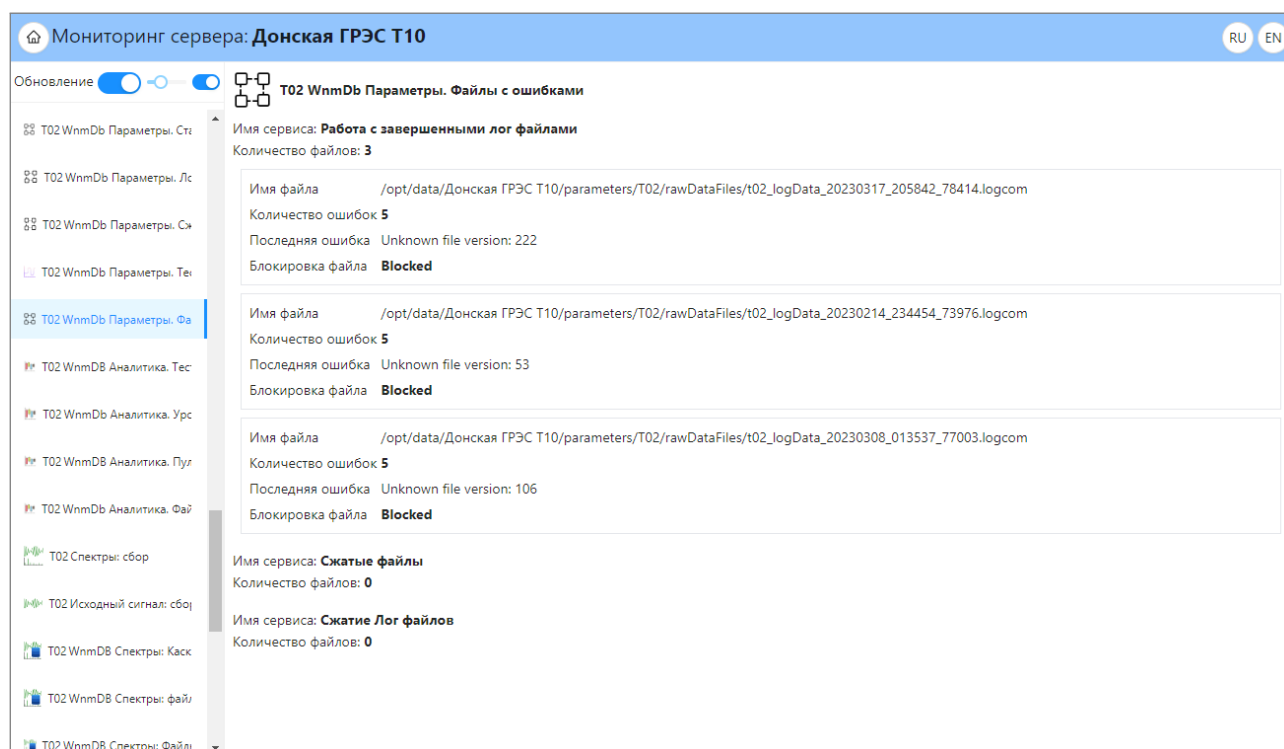 Мониторинг сервера: Донская ГРЭС Т10
RU EN
Обновление
T02 WnmDb Параметры. Ста
T02 WnmDb Параметры. Лс
T02 WnmDb Параметры. Сж
T02 WnmDb Параметры. Те
T02 WnmDb Параметры. Фа
T02 WnmDB Аналитика. Тес
T02 WnmDb Аналитика. Урс
T02 WnmDB Аналитика. Пул
T02 WnmDb Аналитика. Фай
T02 Спектры: сбор
T02 Исходный сигнал: сбор
T02 WnmDB Спектры: Каск
T02 WnmDB Спектры: файл
T02 WnmDB Спектры: Файлы
T02 WnmDb Параметры. Файлы с ошибками
Имя сервиса: Работа с завершенными лог файлами
Количество файлов: 3
Имя файла /opt/data/Донская ГРЭС Т10/parameters/T02/rawDataFiles/t02_logData_20230317_205842_78414.logcom
Количество ошибок 5
Последняя ошибка Unknown file version: 222
Блокировка файла Blocked
Имя файла /opt/data/Донская ГРЭС Т10/parameters/T02/rawDataFiles/t02_logData_20230214_234454_73976.logcom
Количество ошибок 5
Последняя ошибка Unknown file version: 53
Блокировка файла Blocked
Имя файла /opt/data/Донская ГРЭС Т10/parameters/T02/rawDataFiles/t02_logData_20230308_013537_77003.logcom
Количество ошибок 5
Последняя ошибка Unknown file version: 106
Блокировка файла Blocked
Имя сервиса: Сжатые файлы
Количество файлов: 0
Имя сервиса: Сжатие Лог файлов
Количество файлов: 0